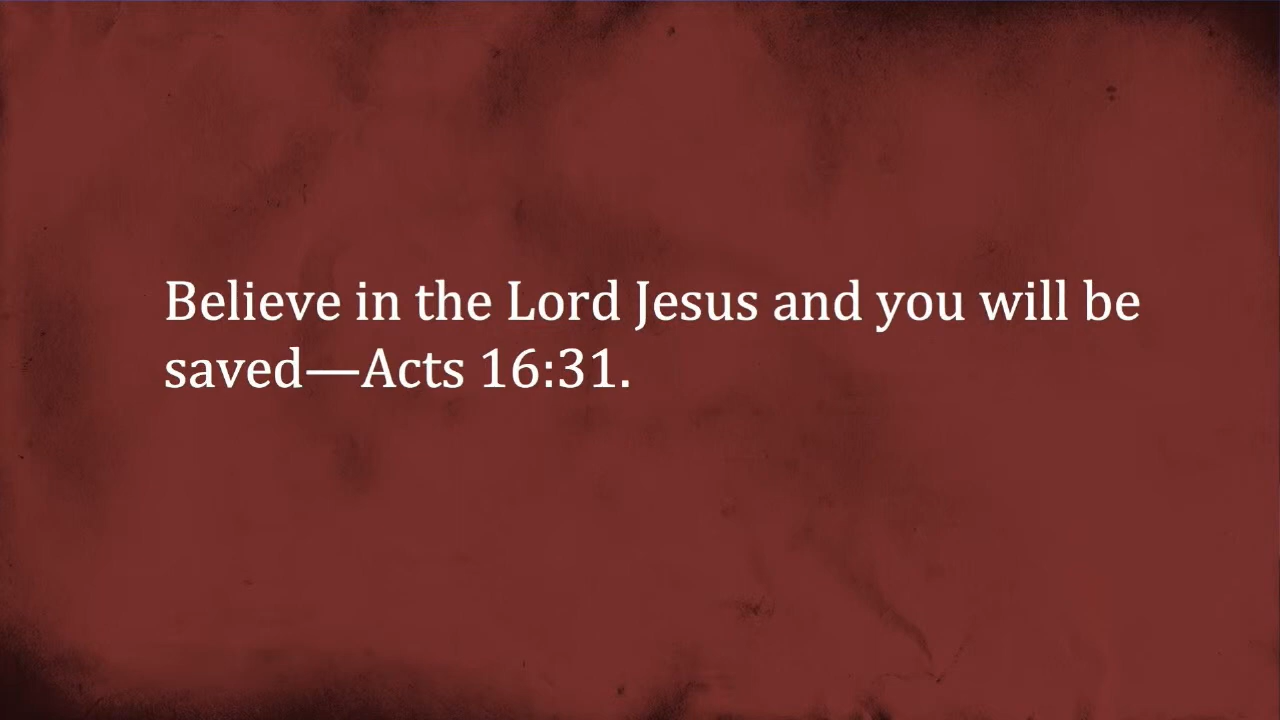 Believe in the Lord Jesus and you will be
saved—Acts 16:31.